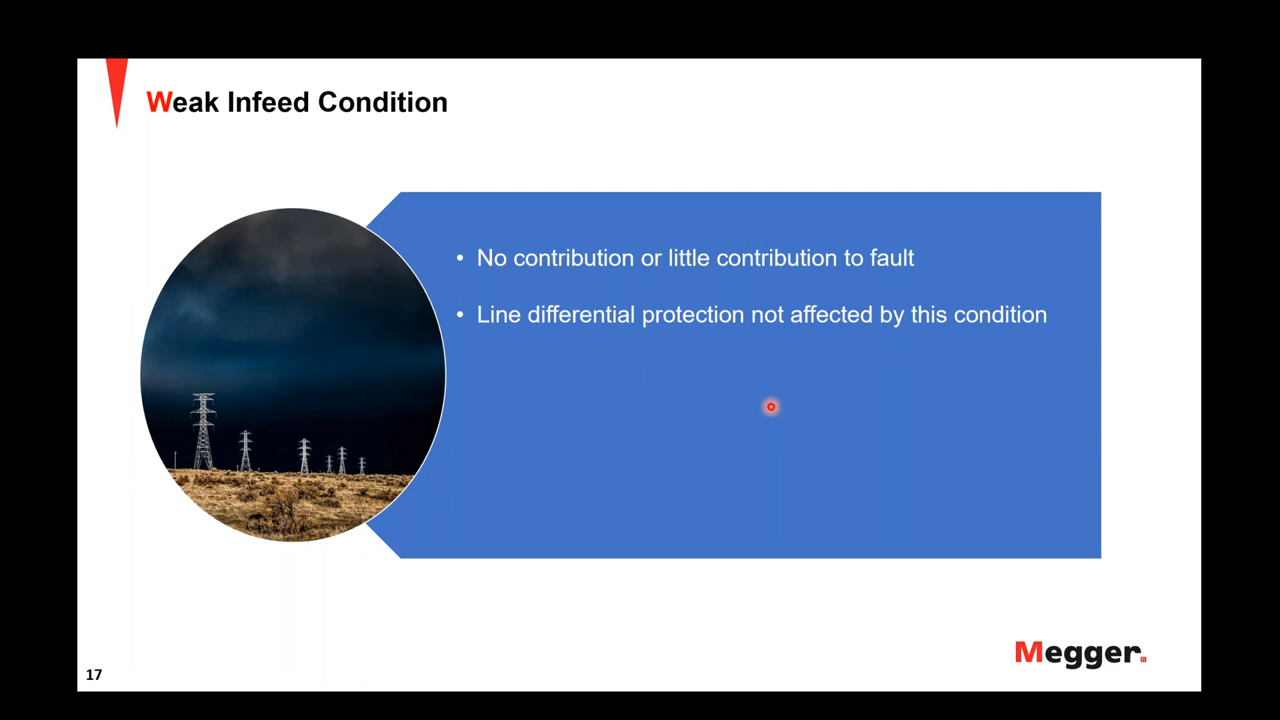 Weak Infeed Condition
• No contribution or little contribution to fault
• Line differential protection not affected by this condition
Megger.
17